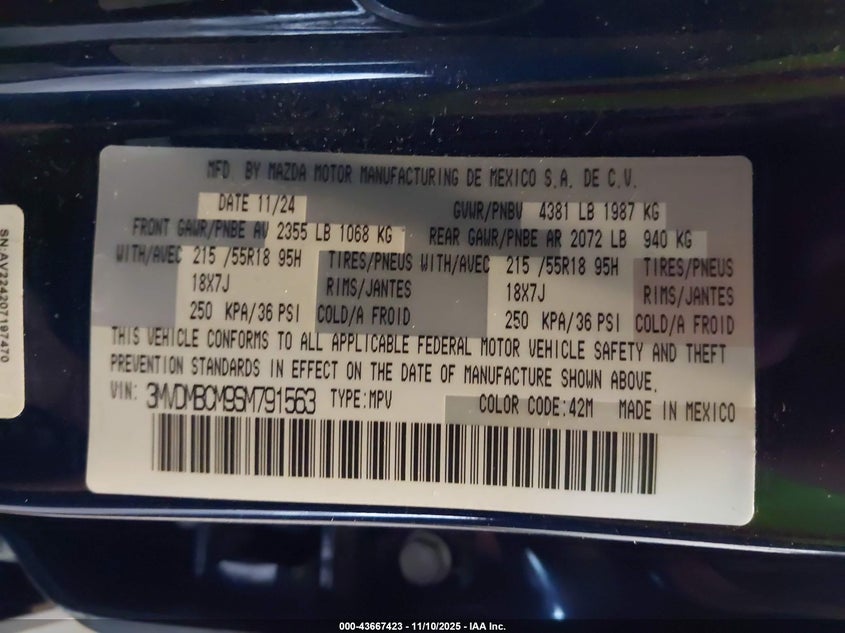 MFD. BY MAZDA MOTOR MANUFACTURING DE MEXICO S.A. DE C.V.
DATE 11/24 GVWR/PNBV 4381 LB 1987 KG
FRONT GAWR/PNBE AV 2355 LB 1068 KG REAR GAWR/PNBE AR 2072 LB 940 KG
WITH/AVEC 215 /55R18 95H TIRES/PNEUS WITH/AVEC 215 /55R18 95H TIRES/PNEUS
18X7J RIMS/JANTES 18X7J RIMS/JANTES
250 KPA/36 PSI COLD/A FROID 250 KPA/36 PSI COLD/A FROID
THIS VEHICLE CONFORMS TO ALL APPLICABLE FEDERAL MOTOR VEHICLE SAFETY AND THEFT
PREVENTION STANDARDS IN EFFECT ON THE DATE OF MANUFACTURE SHOWN ABOVE.
VIN: 3MVDMBCM9SM791563 TYPE:MPV COLOR CODE:42M MADE IN MEXICO
SN:AV324207197470
000-43667423 - 11/10/2025 - IAA Inc.